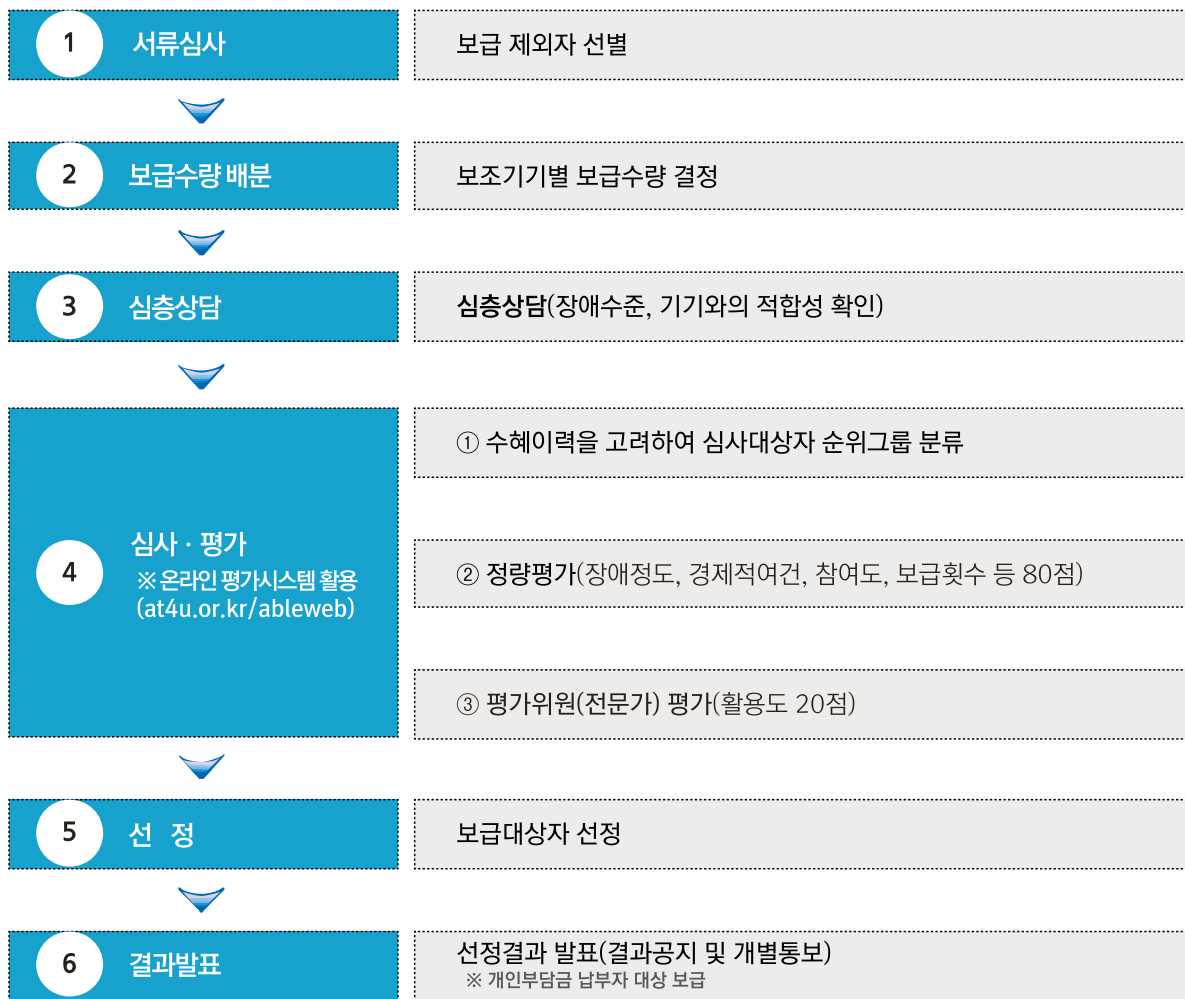 1 서류심사
보급 제외자 선별
2 보급수량 배분
보조기기별 보급수량 결정
3 심층상담
심층상담(장애수준, 기기와의 적합성 확인)
4 심사 · 평가
※ 온라인 평가시스템 활용
(at4u.or.kr/ableweb)
① 수혜이력을 고려하여 심사대상자 순위그룹 분류
② 정량평가(장애정도, 경제적여건, 참여도, 보급횟수 등 80점)
③ 평가위원(전문가) 평가(활용도 20점)
5 선 정
보급대상자 선정
6 결과발표
선정결과 발표(결과공지 및 개별통보)
※ 개인부담금 납부자 대상 보급